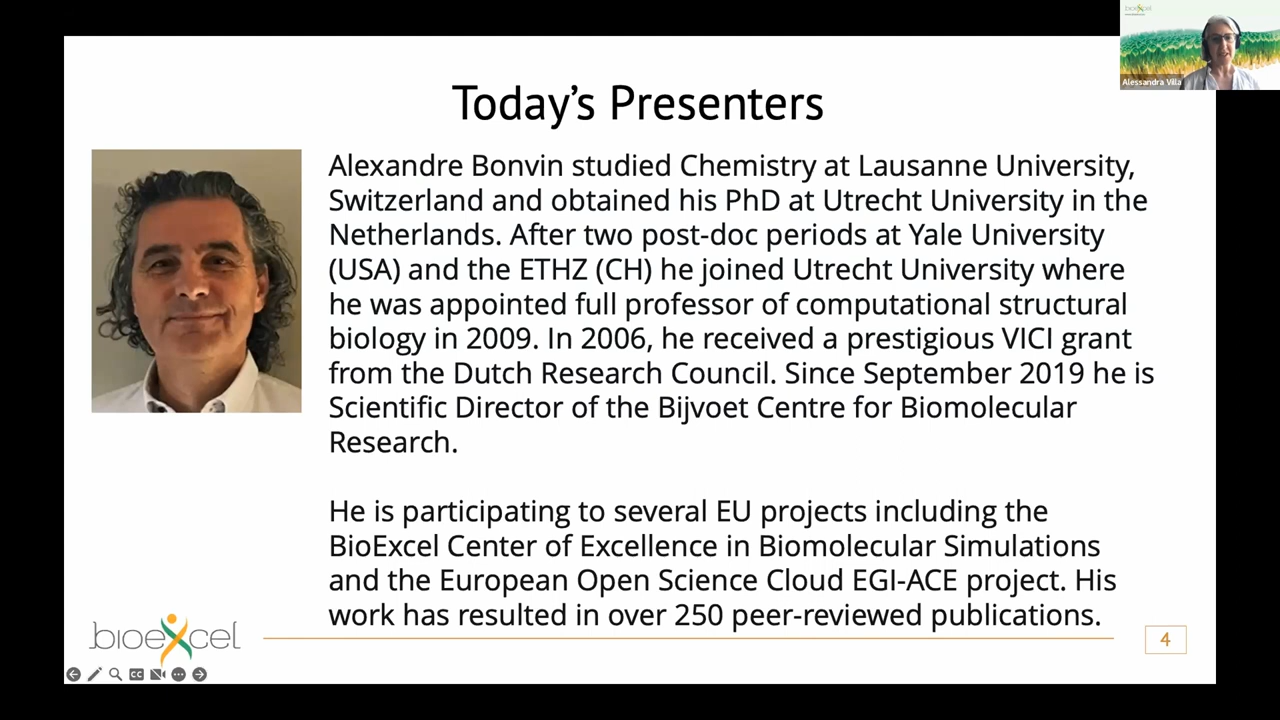 bioexcel
Alessandra Villa
Today's Presenters
Alexandre Bonvin studied Chemistry at Lausanne University,
Switzerland and obtained his PhD at Utrecht University in the
Netherlands. After two post-doc periods at Yale University
(USA) and the ETHZ (CH) he joined Utrecht University where
he was appointed full professor of computational structural
biology in 2009. In 2006, he received a prestigious VICI grant
from the Dutch Research Council. Since September 2019 he is
Scientific Director of the Bijvoet Centre for Biomolecular
Research.
He is participating to several EU projects including the
BioExcel Center of Excellence in Biomolecular Simulations
and the European Open Science Cloud EGI-ACE project. His
work has resulted in over 250 peer-reviewed publications.
bioexcel
4
CC